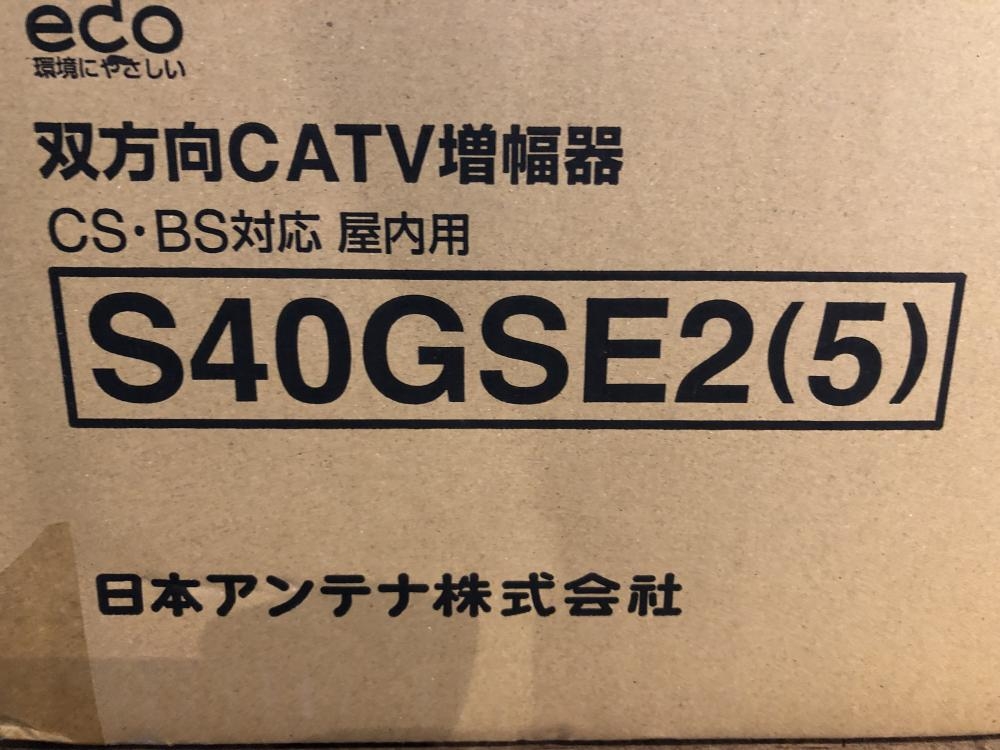 eco
環境にやさしい
双方向CATV増幅器
CS・BS対応 屋内用
S40GSE2(5)
日本アンテナ株式会社